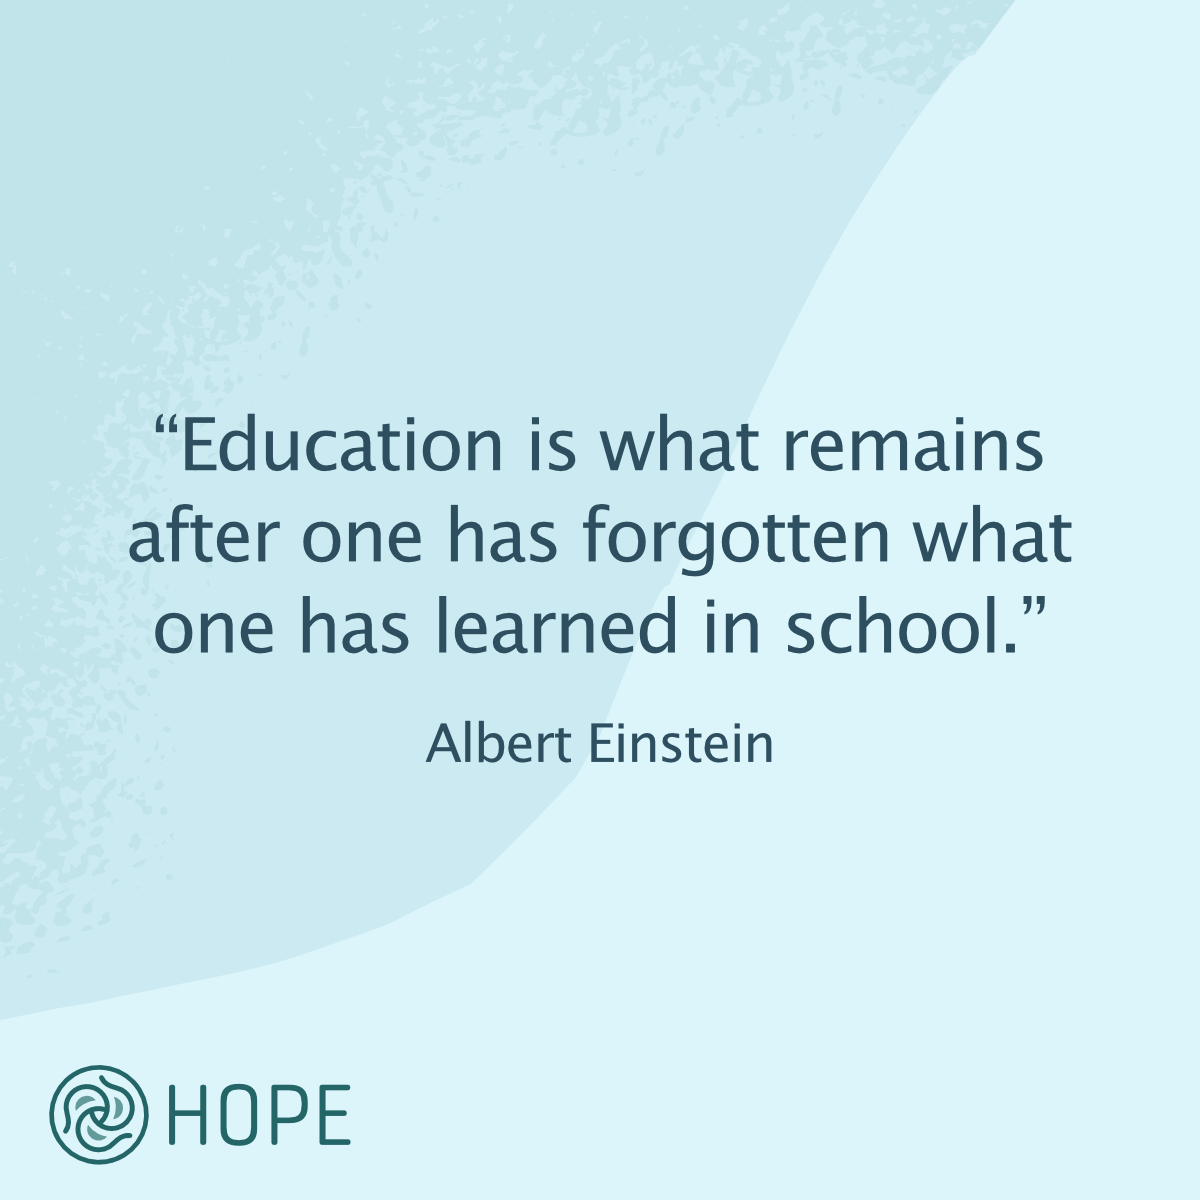 “Education is what remains
after one has forgotten what
one has learned in school.”
Albert Einstein
HOPE